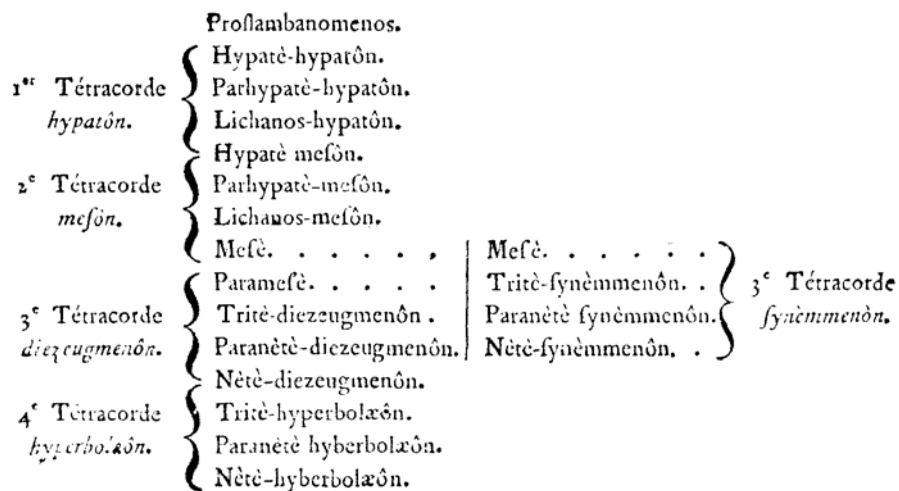 Proſlambanomenos.
Hypatè-hypatôn.
1er Tétracorde Parhypatè-hypatôn.
hypatôn. Lichanos-hypatôn.
Hypatè meſôn.
2e Tétracorde Parhypatè-meſôn.
meſôn. Lichanos-meſôn.
Meſè. . . . . . Meſè. . . . . .
Parameſè. . . . . Tritè-ſynèmmenôn. . 3e Tétracorde
3e Tétracorde Tritè-diezeugmenôn . Paranètè ſynèmmenôn. ſynèmmenôn.
diezeugmenôn. Paranètè-diezeugmenôn. Nètè-ſynèmmenôn. .
Nètè-diezeugmenôn.
4e Tétracorde Tritè-hyperbolæôn.
hyperbolæôn. Paranètè hyberbolæôn.
Nètè-hyberbolæôn.